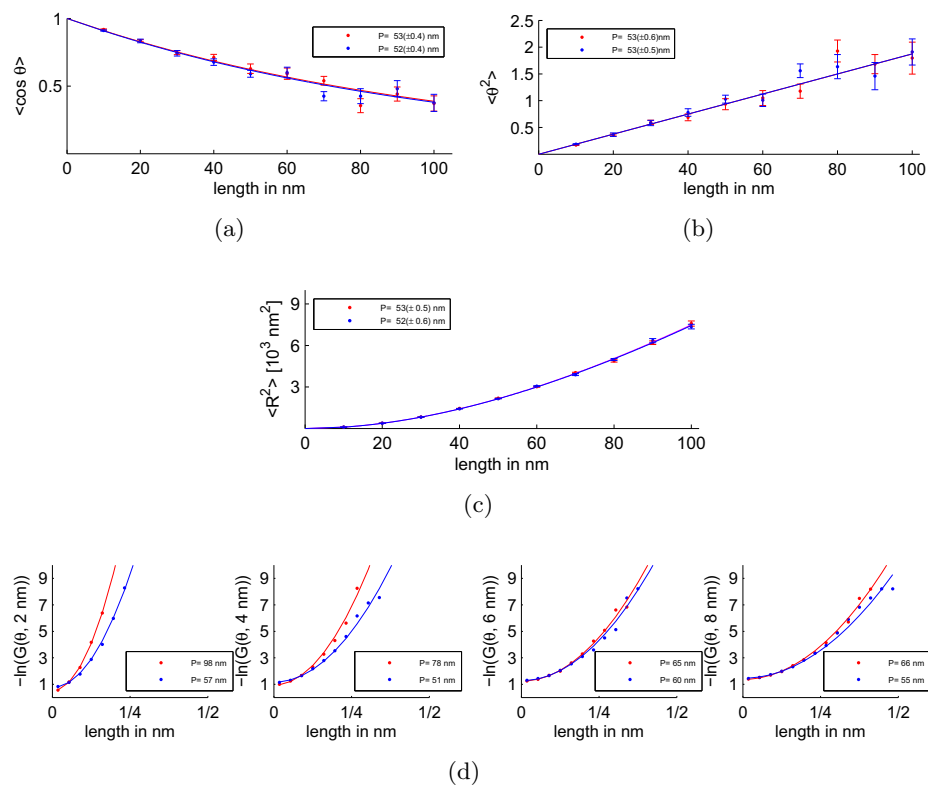 1
0.5
<cos θ>
P= 53(±0.4) nm
P= 52(±0.4) nm
0 20 40 60 80 100
length in nm
(a)
2.5
2
1.5
1
0.5
<θ²>
P= 53(±0.6)nm
P= 53(±0.5)nm
0 20 40 60 80 100
length in nm
(b)
9
6
3
<R²> [10³ nm²]
P= 53(± 0.5) nm
P= 52(± 0.6) nm
0 20 40 60 80 100
length in nm
(c)
9
7
5
3
1
−ln(G(θ, 2 nm))
P= 98 nm
P= 57 nm
0 1/4 1/2
length in nm
9
7
5
3
1
−ln(G(θ, 4 nm))
P= 78 nm
P= 51 nm
0 1/4 1/2
length in nm
9
7
5
3
1
−ln(G(θ, 6 nm))
P= 65 nm
P= 60 nm
0 1/4 1/2
length in nm
9
7
5
3
1
−ln(G(θ, 8 nm))
P= 66 nm
P= 55 nm
0 1/4 1/2
length in nm
(d)